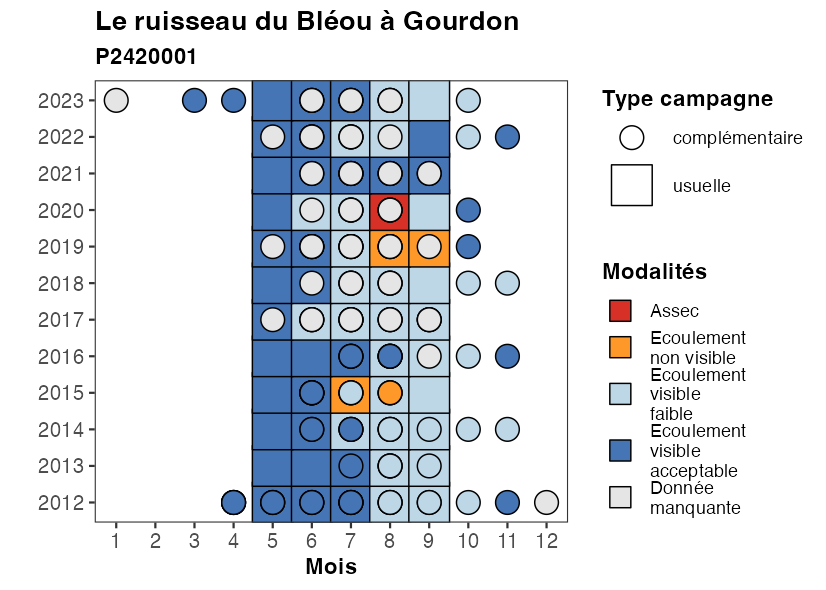 Le ruisseau du Bléou à Gourdon
P2420001
2023
2022
2021
2020
2019
2018
2017
2016
2015
2014
2013
2012
1 2 3 4 5 6 7 8 9 10 11 12
Mois
Type campagne
complémentaire
usuelle
Modalités
Assec
Ecoulement
non visible
Ecoulement
visible
faible
Ecoulement
visible
acceptable
Donnée
manquante